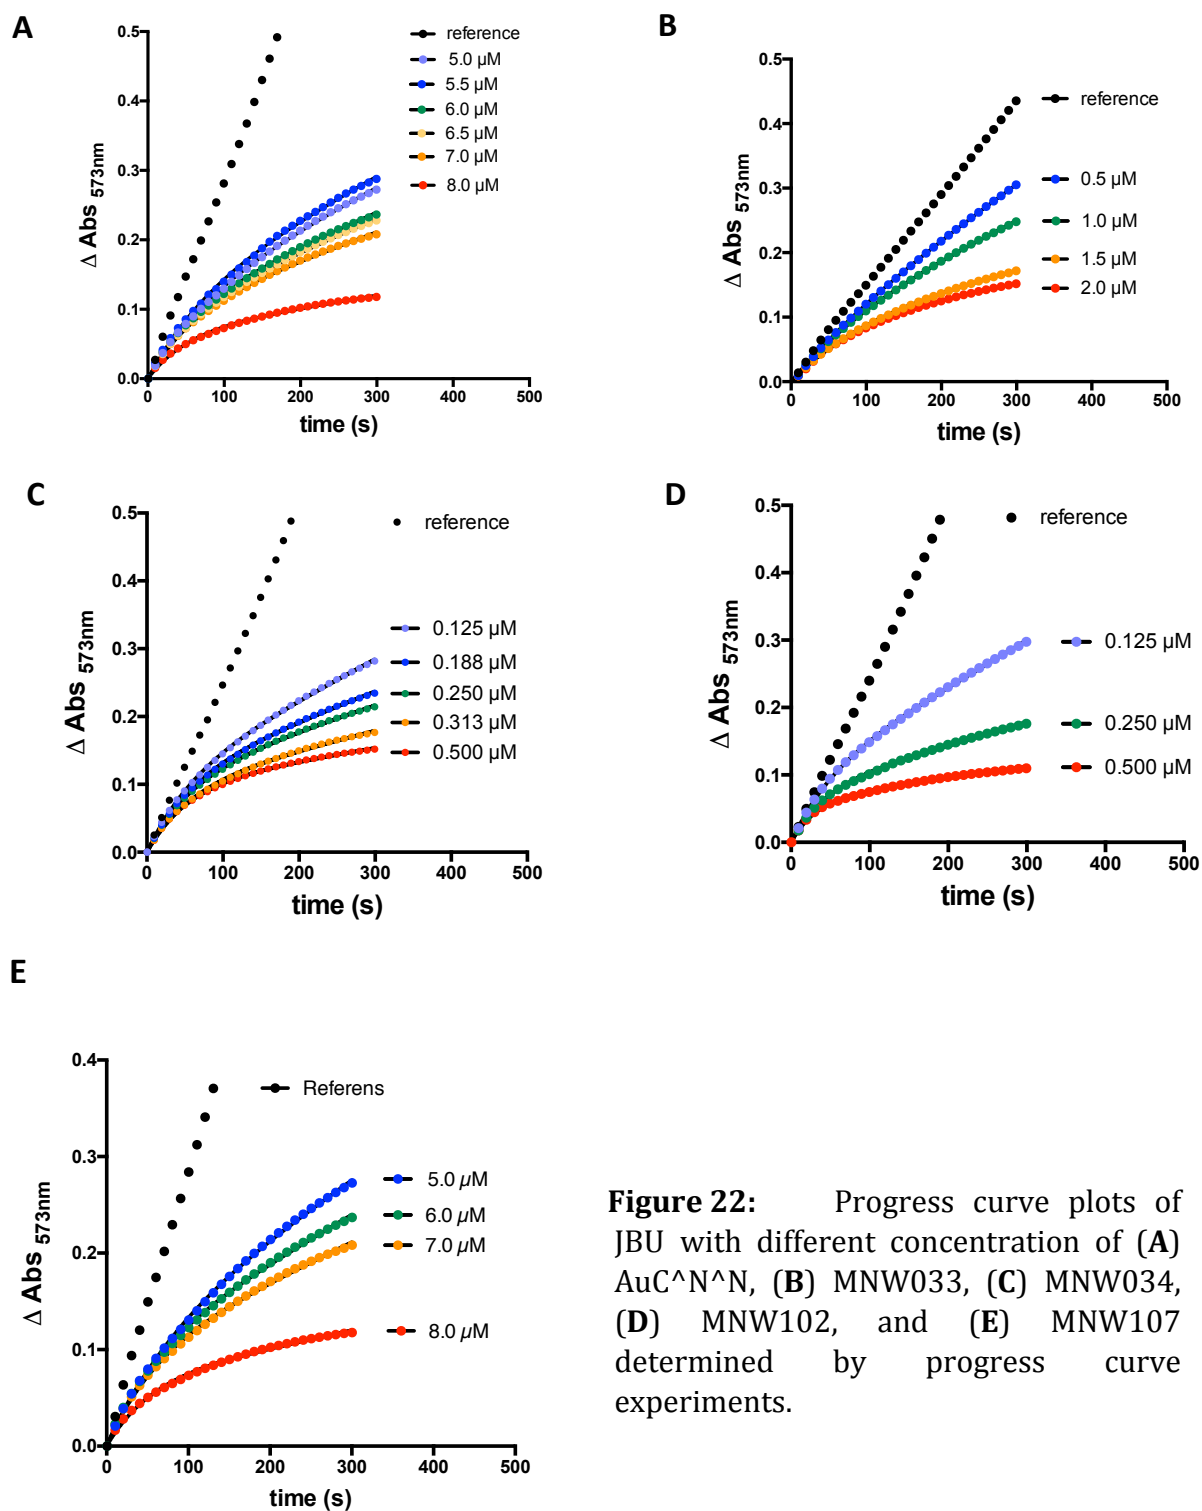 A
0.5
0.4
0.3
0.2
0.1
0.0
Δ Abs 573nm
0 100 200 300 400 500
time (s)
reference
5.0 µM
5.5 µM
6.0 µM
6.5 µM
7.0 µM
8.0 µM
B
0.5
0.4
0.3
0.2
0.1
0.0
Δ Abs 573nm
0 100 200 300 400 500
time (s)
reference
0.5 µM
1.0 µM
1.5 µM
2.0 µM
C
0.5
0.4
0.3
0.2
0.1
0.0
Δ Abs 573nm
0 100 200 300 400 500
time (s)
reference
0.125 µM
0.188 µM
0.250 µM
0.313 µM
0.500 µM
D
0.5
0.4
0.3
0.2
0.1
0.0
Δ Abs 573nm
0 100 200 300 400 500
time (s)
reference
0.125 µM
0.250 µM
0.500 µM
E
0.4
0.3
0.2
0.1
0.0
Δ Abs 573nm
0 100 200 300 400 500
time (s)
Referens
5.0 µM
6.0 µM
7.0 µM
8.0 µM
Figure 22: Progress curve plots of
JBU with different concentration of (A)
AuC^N^N, (B) MNW033, (C) MNW034,
(D) MNW102, and (E) MNW107
determined by progress curve
experiments.